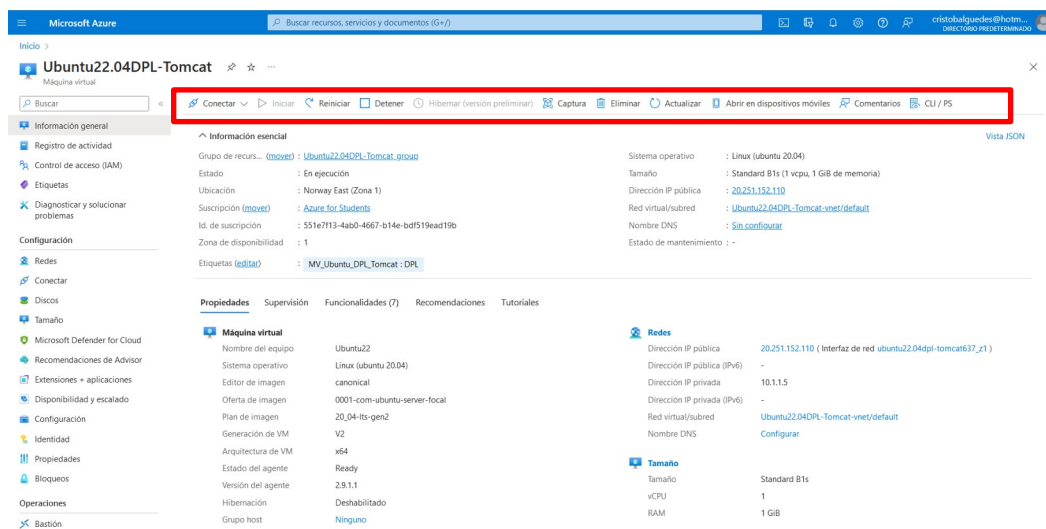 Microsoft Azure
Buscar recursos, servicios y documentos (G+/)
cristobalguedes@hotm...
DIRECTORIO PREDETERMINADO
Inicio >
Ubuntu22.04DPL-Tomcat
Máquina virtual
Buscar
Conectar Iniciar Reiniciar Detener Hibernar (versión preliminar) Captura Eliminar Actualizar Abrir en dispositivos móviles Comentarios CLI / PS
Información general
Registro de actividad
Control de acceso (IAM)
Etiquetas
Diagnosticar y solucionar
problemas
Configuración
Redes
Conectar
Discos
Tamaño
Microsoft Defender for Cloud
Recomendaciones de Advisor
Extensiones + aplicaciones
Disponibilidad y escalado
Configuración
Identidad
Propiedades
Bloqueos
Operaciones
Bastión
Información esencial
Vista JSON
Grupo de recurs... (mover) : Ubuntu22.04DPL-Tomcat_group
Estado : En ejecución
Ubicación : Norway East (Zona 1)
Suscripción (mover) : Azure for Students
Id. de suscripción : 551e7f13-4ab0-4667-b14e-bdf519ead19b
Zona de disponibilidad : 1
Sistema operativo : Linux (ubuntu 20.04)
Tamaño : Standard B1s (1 vcpu, 1 GiB de memoria)
Dirección IP pública : 20.251.152.110
Red virtual/subred : Ubuntu22.04DPL-Tomcat-vnet/default
Nombre DNS : Sin configurar
Estado de mantenimiento : -
Etiquetas (editar) : MV_Ubuntu_DPL_Tomcat : DPL
Propiedades Supervisión Funcionalidades (7) Recomendaciones Tutoriales
Máquina virtual
Nombre del equipo Ubuntu22
Sistema operativo Linux (ubuntu 20.04)
Editor de imagen canonical
Oferta de imagen 0001-com-ubuntu-server-focal
Plan de imagen 20_04-lts-gen2
Generación de VM V2
Arquitectura de VM x64
Estado del agente Ready
Versión del agente 2.9.1.1
Hibernación Deshabilitado
Grupo host Ninguno
Redes
Dirección IP pública 20.251.152.110 ( Interfaz de red ubuntu22.04dpl-tomcat637_z1 )
Dirección IP pública (IPv6) -
Dirección IP privada 10.1.1.5
Dirección IP privada (IPv6) -
Red virtual/subred Ubuntu22.04DPL-Tomcat-vnet/default
Nombre DNS Configurar
Tamaño
Tamaño Standard B1s
vCPU 1
RAM 1 GiB